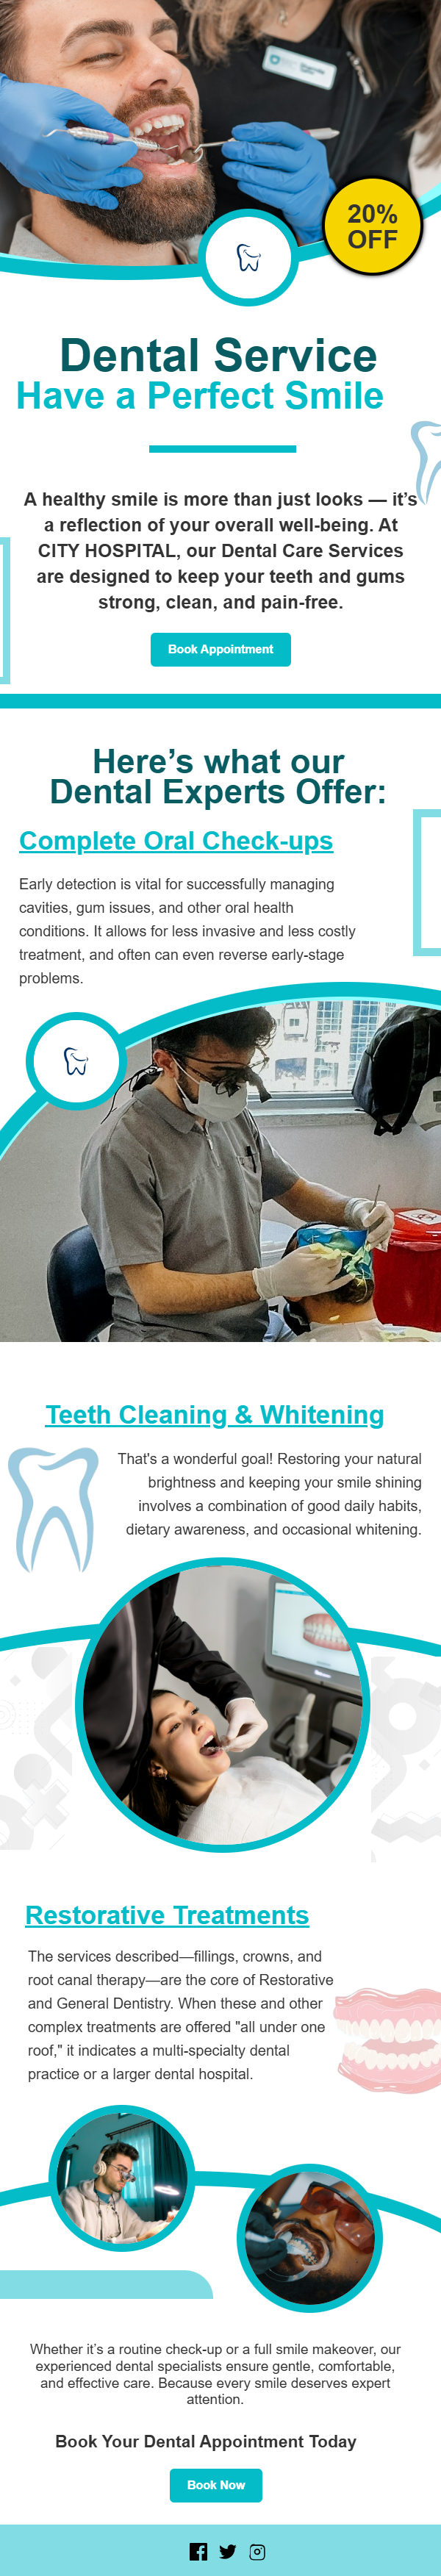 20%
OFF
Dental Service
Have a Perfect Smile
A healthy smile is more than just looks — it’s
a reflection of your overall well-being. At
CITY HOSPITAL, our Dental Care Services
are designed to keep your teeth and gums
strong, clean, and pain-free.
Book Appointment
Here’s what our
Dental Experts Offer:
Complete Oral Check-ups
Early detection is vital for successfully managing
cavities, gum issues, and other oral health
conditions. It allows for less invasive and less costly
treatment, and often can even reverse early-stage
problems.
Teeth Cleaning & Whitening
That's a wonderful goal! Restoring your natural
brightness and keeping your smile shining
involves a combination of good daily habits,
dietary awareness, and occasional whitening.
Restorative Treatments
The services described—fillings, crowns, and
root canal therapy—are the core of Restorative
and General Dentistry. When these and other
complex treatments are offered "all under one
roof," it indicates a multi-specialty dental
practice or a larger dental hospital.
Whether it’s a routine check-up or a full smile makeover, our
experienced dental specialists ensure gentle, comfortable,
and effective care. Because every smile deserves expert
attention.
Book Your Dental Appointment Today
Book Now